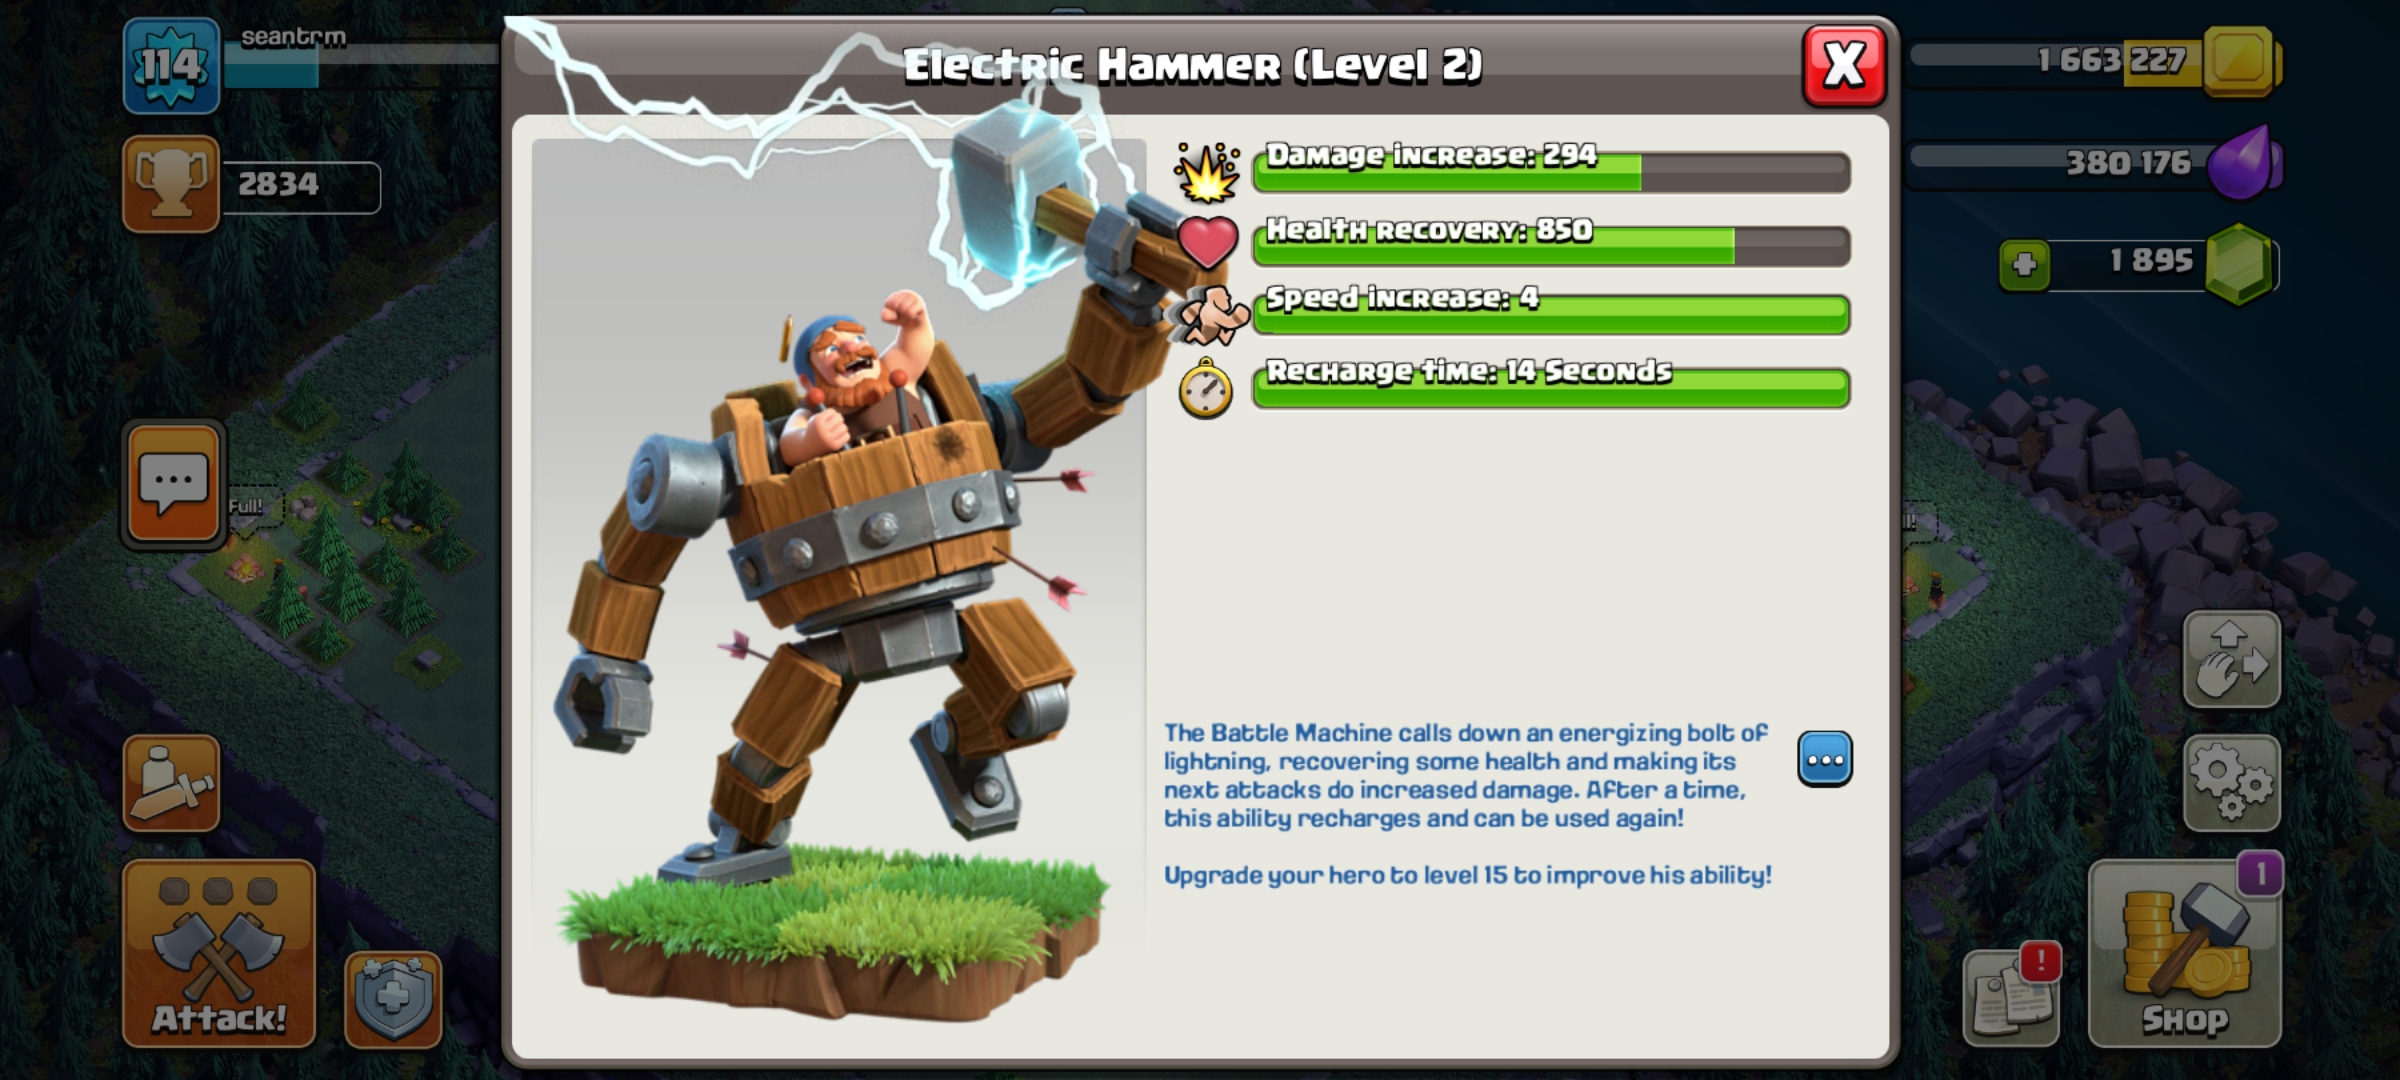 114
seantrm
2834
Full!
Attack!
Electric Hammer (Level 2)
X
Damage increase: 294
Health recovery: 850
Speed increase: 4
Recharge time: 14 Seconds
The Battle Machine calls down an energizing bolt of
lightning, recovering some health and making its
next attacks do increased damage. After a time,
this ability recharges and can be used again!
Upgrade your hero to level 15 to improve his ability!
1 663 227
380 176
1 895
!
1
Shop